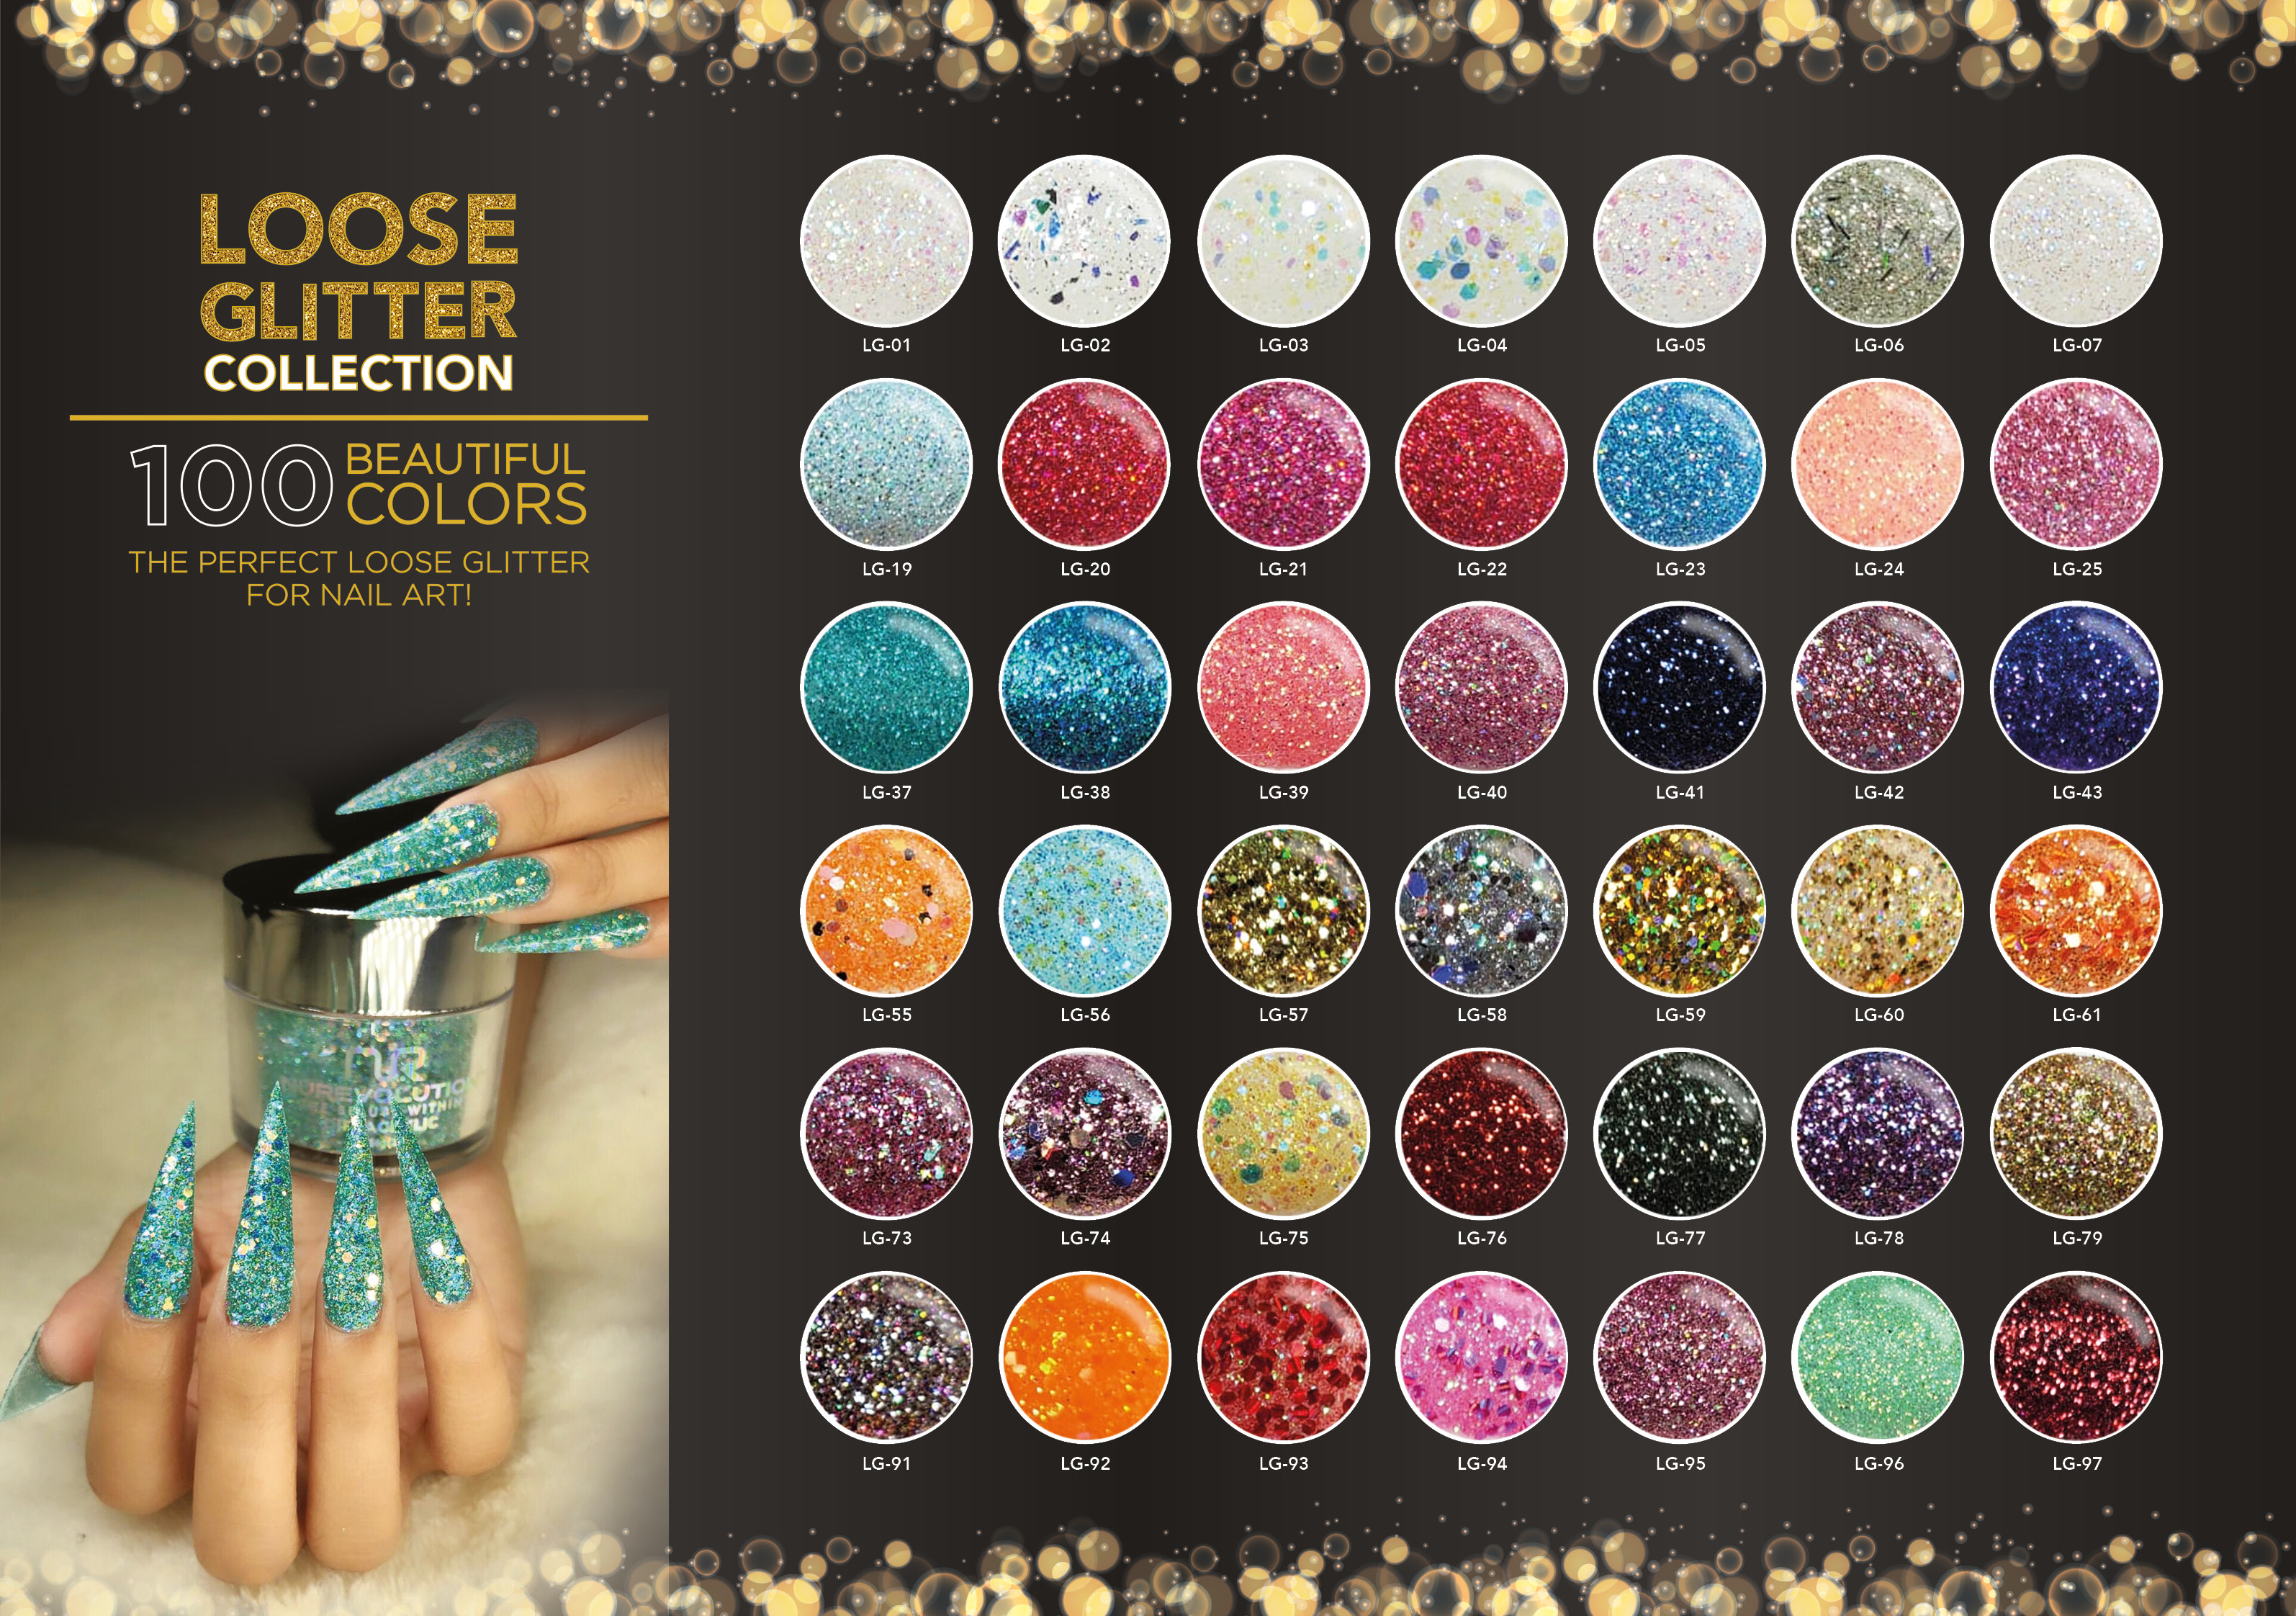 LOOSE
GLITTER
COLLECTION
100 BEAUTIFUL
COLORS
THE PERFECT LOOSE GLITTER
FOR NAIL ART!
LG-01 LG-02 LG-03 LG-04 LG-05 LG-06 LG-07
LG-19 LG-20 LG-21 LG-22 LG-23 LG-24 LG-25
LG-37 LG-38 LG-39 LG-40 LG-41 LG-42 LG-43
LG-55 LG-56 LG-57 LG-58 LG-59 LG-60 LG-61
LG-73 LG-74 LG-75 LG-76 LG-77 LG-78 LG-79
LG-91 LG-92 LG-93 LG-94 LG-95 LG-96 LG-97
NUREVOLUTION
WITHIN